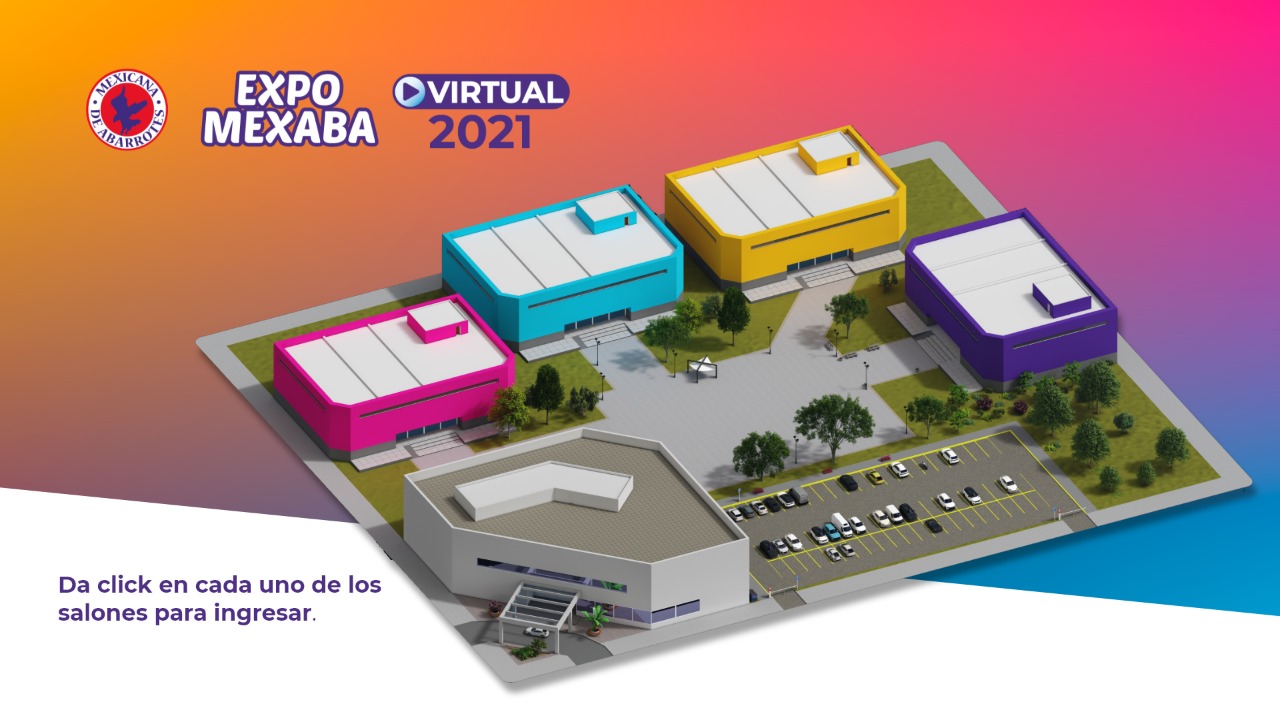 MEXICANA
DE ABARROTES
EXPO
MEXABA
VIRTUAL
2021
Da click en cada uno de los
salones para ingresar.